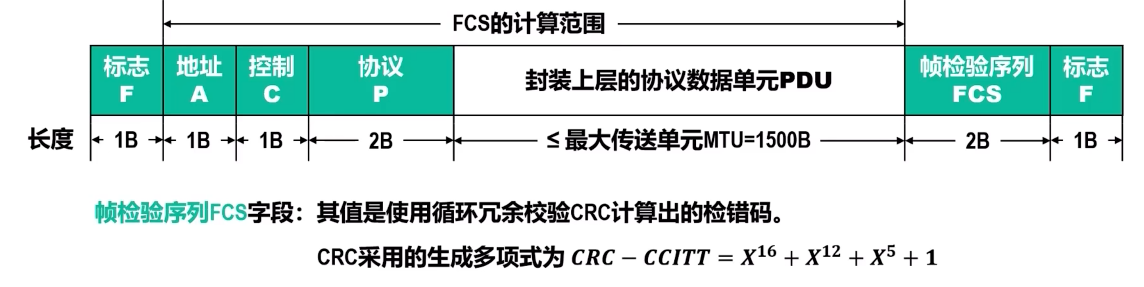 FCS的计算范围
标志 地址 控制 协议 封装上层的协议数据单元PDU 帧检验序列 标志
F A C P FCS F
长度 1B 1B 1B 2B ≤最大传送单元MTU=1500B 2B 1B
帧检验序列FCS字段：其值是使用循环冗余校验CRC计算出的检错码。
CRC采用的生成多项式为 CRC − CCITT = X¹⁶ + X¹² + X⁵ + 1